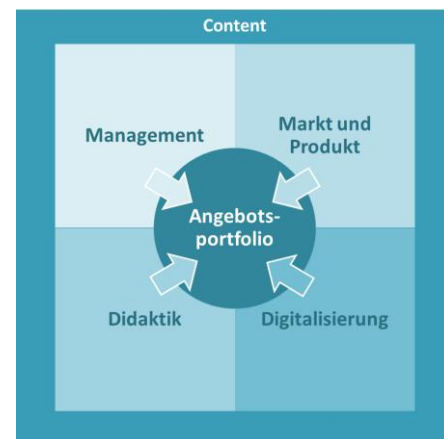 Content
Management
Markt und
Produkt
Angebots-
portfolio
Didaktik
Digitalisierung